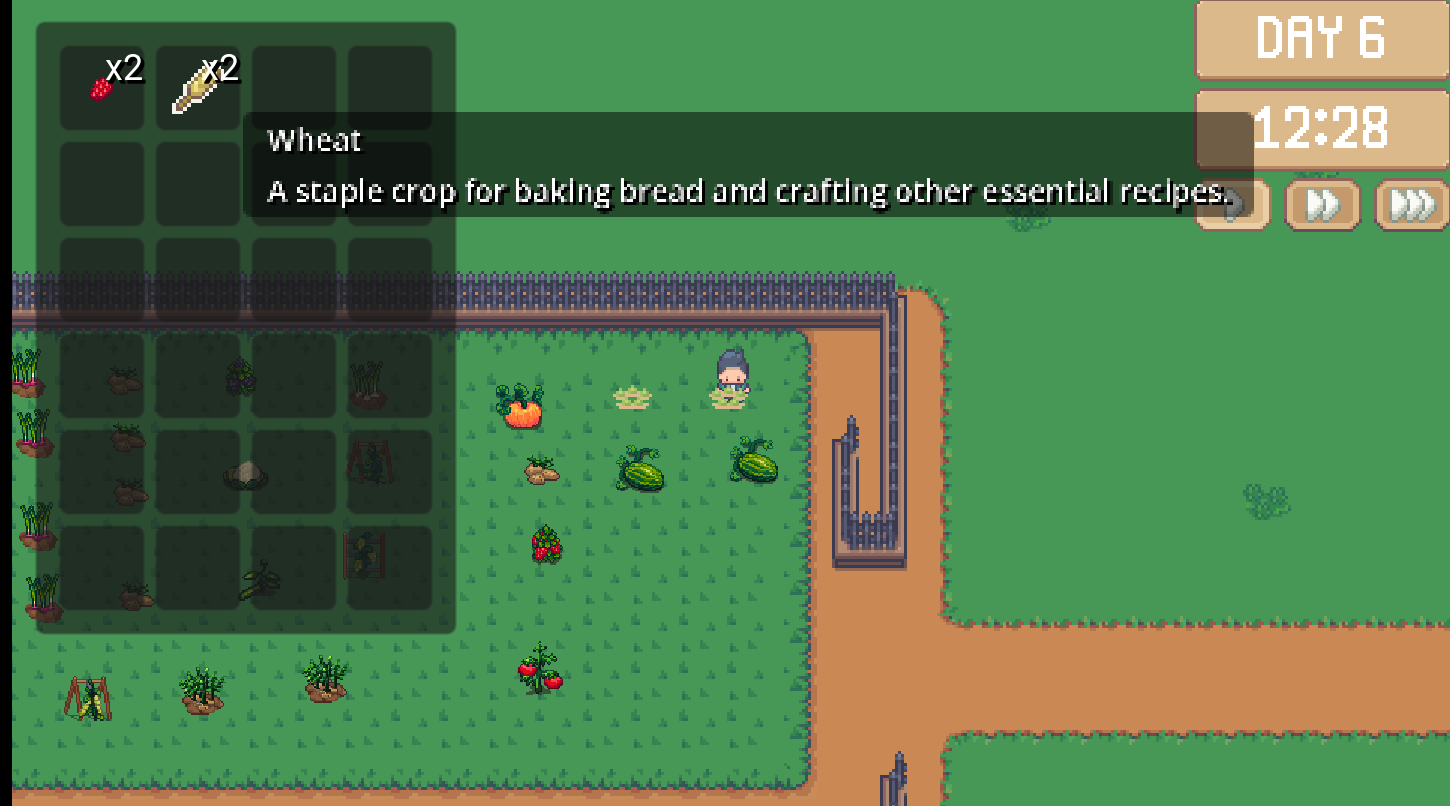 x2
x2
Wheat
A staple crop for baking bread and crafting other essential recipes.
DAY 6
12:28